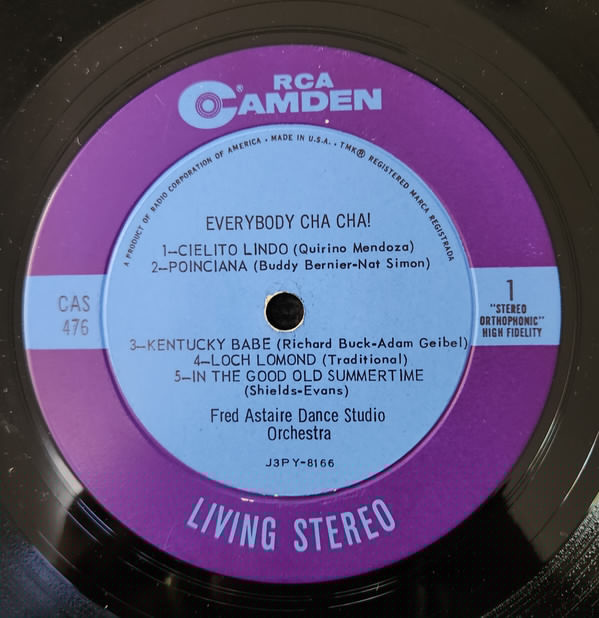 RCA
CAMDEN®
A PRODUCT OF RADIO CORPORATION OF AMERICA • MADE IN U.S.A. • TMK® REGISTERED MARCA REGISTRADA
EVERYBODY CHA CHA!
1—CIELITO LINDO (Quirino Mendoza)
2—POINCIANA (Buddy Bernier-Nat Simon)
CAS
476
1
"STEREO
ORTHOPHONIC"
HIGH FIDELITY
3—KENTUCKY BABE (Richard Buck-Adam Geibel)
4—LOCH LOMOND (Traditional)
5—IN THE GOOD OLD SUMMERTIME
(Shields-Evans)
Fred Astaire Dance Studio
Orchestra
J3PY-8166
LIVING STEREO